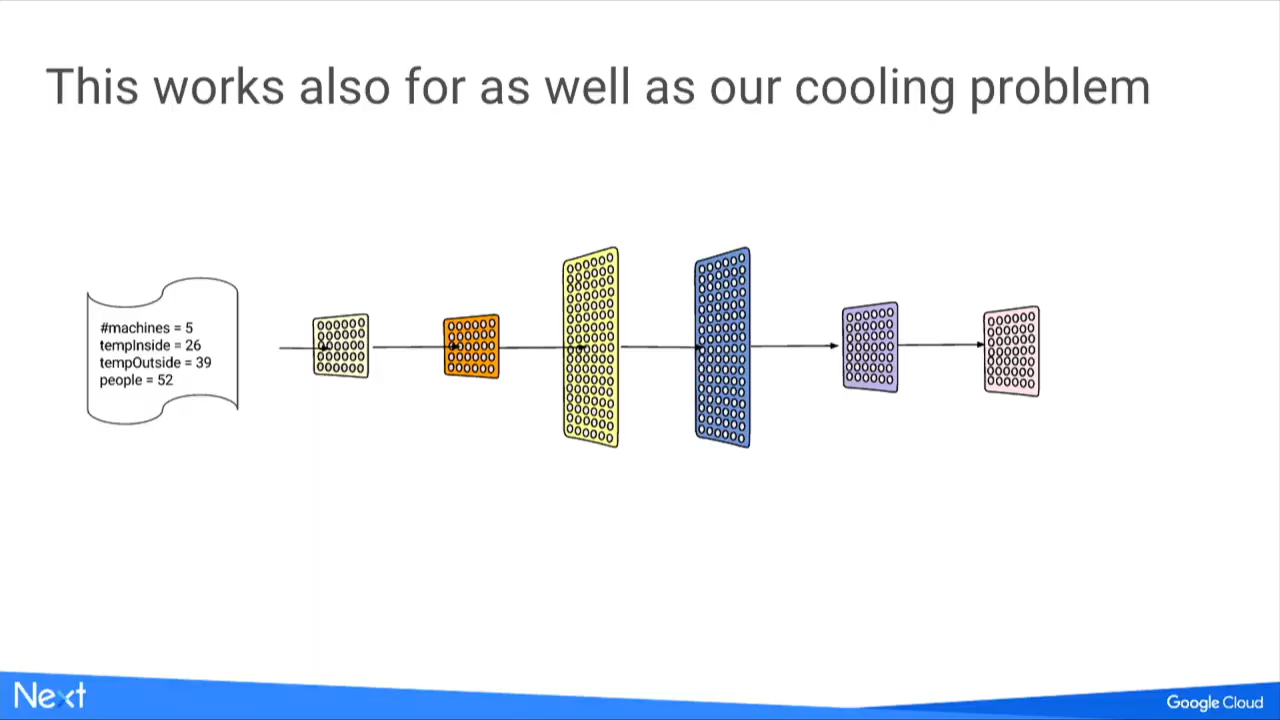 This works also for as well as our cooling problem
#machines = 5
tempInside = 26
tempOutside = 39
people = 52
Next
Google Cloud